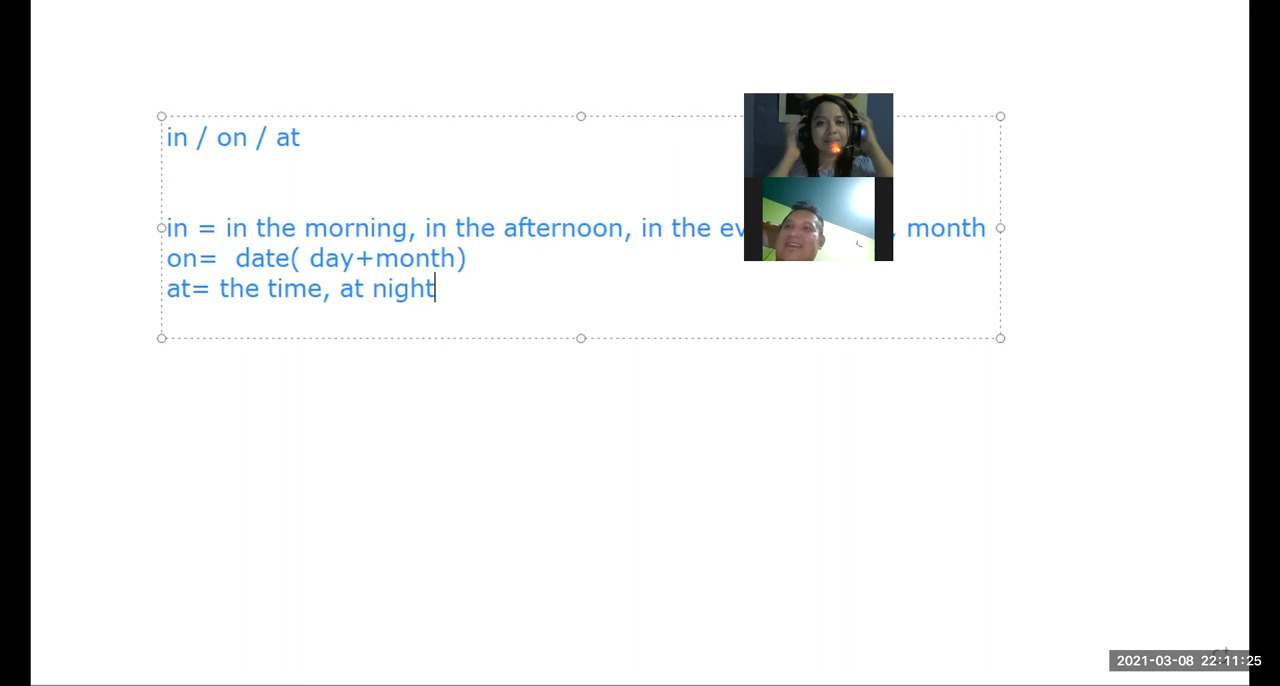 in / on / at
in = in the morning, in the afternoon, in the , month
on=  date( day+month)
at= the time, at night
2021-03-08 22:11:25